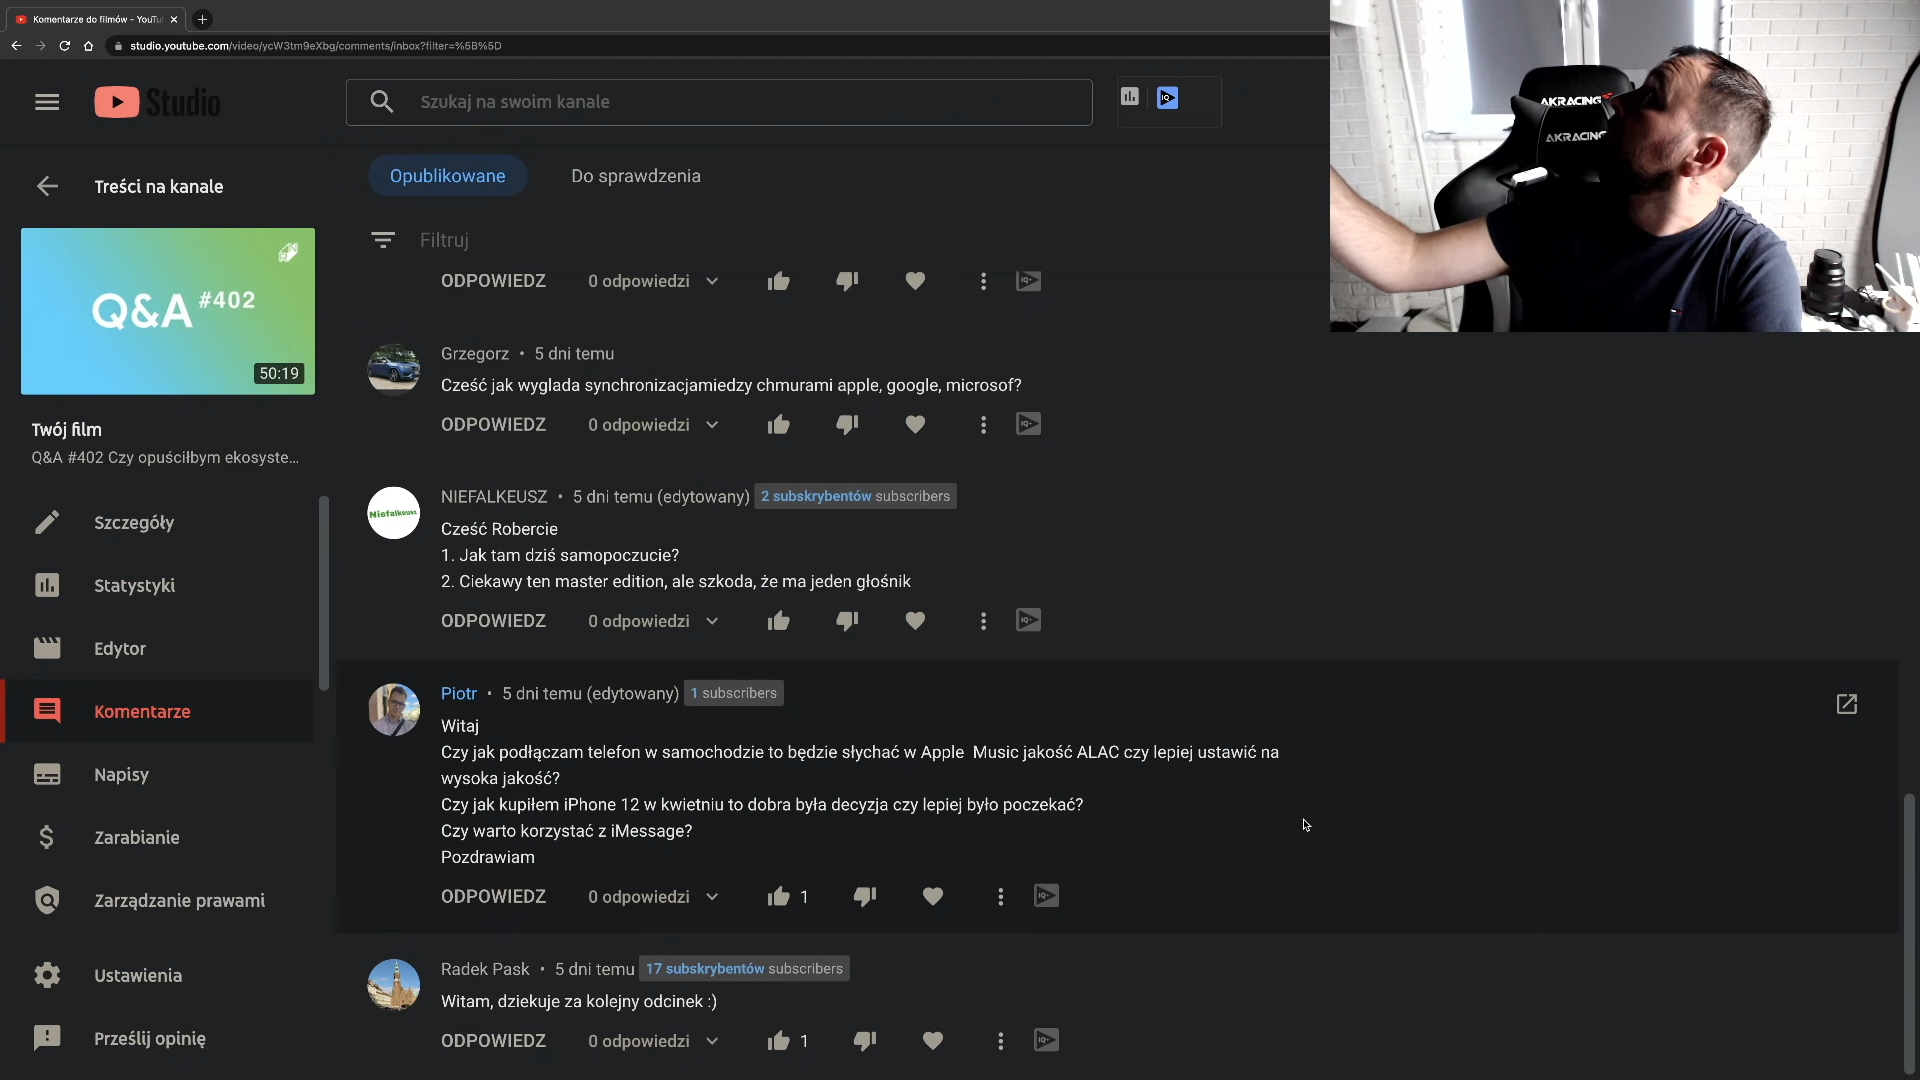 Komentarze do filmów - YouTu
studio.youtube.com/video/ycW3tm9eXbg/comments/inbox?filter=%5B%5D
Studio
Szukaj na swoim kanale
IQ
AKRACING
AKRACING
Treści na kanale
Opublikowane
Do sprawdzenia
Filtruj
Q&A #402
50:19
Twój film
Q&A #402 Czy opuściłbym ekosyste...
Szczegóły
Statystyki
Edytor
Komentarze
Napisy
Zarabianie
Zarządzanie prawami
Ustawienia
Prześlij opinię
ODPOWIEDZ 0 odpowiedzi IQ+
Grzegorz • 5 dni temu
Cześć jak wyglada synchronizacjamiedzy chmurami apple, google, microsof?
ODPOWIEDZ 0 odpowiedzi IQ+
Niefalkeusz
NIEFALKEUSZ • 5 dni temu (edytowany) 2 subskrybentów subscribers
Cześć Robercie
1. Jak tam dziś samopoczucie?
2. Ciekawy ten master edition, ale szkoda, że ma jeden głośnik
ODPOWIEDZ 0 odpowiedzi IQ+
Piotr • 5 dni temu (edytowany) 1 subscribers
Witaj
Czy jak podłączam telefon w samochodzie to będzie słychać w Apple Music jakość ALAC czy lepiej ustawić na
wysoka jakość?
Czy jak kupiłem iPhone 12 w kwietniu to dobra była decyzja czy lepiej było poczekać?
Czy warto korzystać z iMessage?
Pozdrawiam
ODPOWIEDZ 0 odpowiedzi 1 IQ+
Radek Pask • 5 dni temu 17 subskrybentów subscribers
Witam, dziekuje za kolejny odcinek :)
ODPOWIEDZ 0 odpowiedzi 1 IQ+